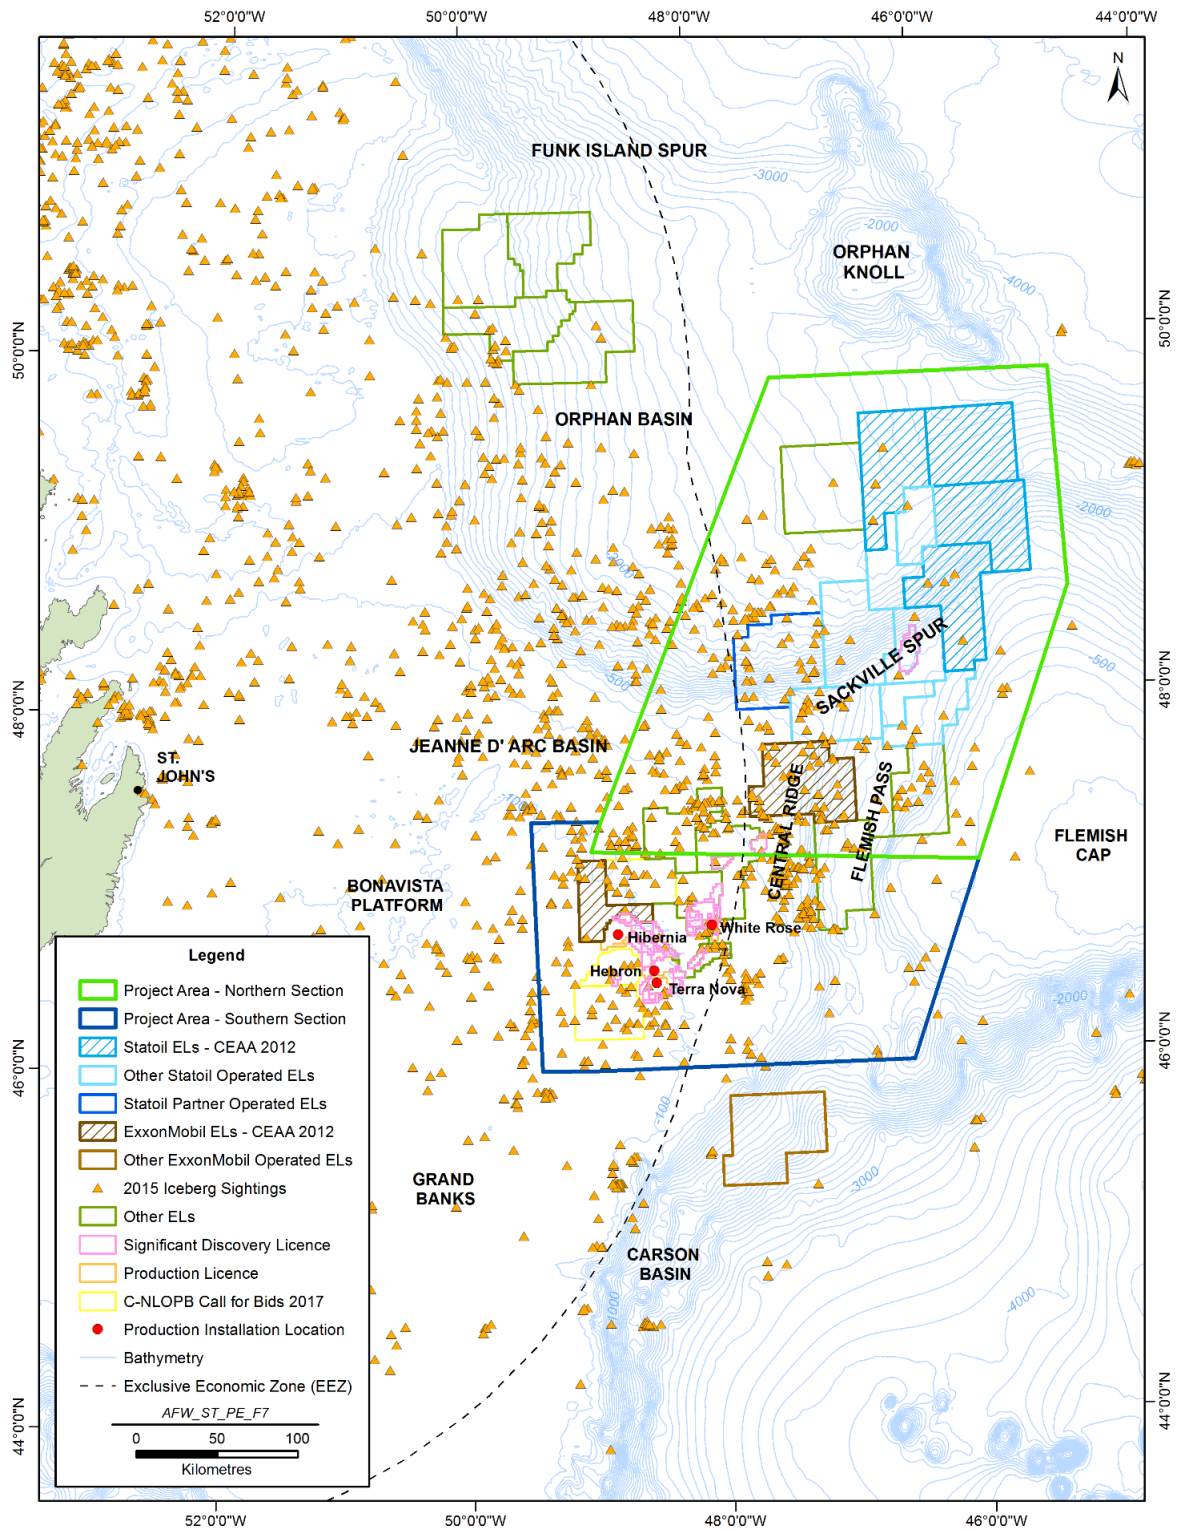 52°0'0"W
50°0'0"W
48°0'0"W
46°0'0"W
44°0'0"W
N
FUNK ISLAND SPUR
-3000
-2000
ORPHAN
KNOLL
-4000
50°0'0"N
50°0'0"N
ORPHAN BASIN
-2000
-2000
-500
-500
SACKVILLE SPUR
48°0'0"N
48°0'0"N
JEANNE D' ARC BASIN
ST.
JOHN'S
-100
CENTRAL RIDGE
FLEMISH PASS
FLEMISH
CAP
BONAVISTA
PLATFORM
White Rose
Hibernia
Hebron
Terra Nova
-2000
46°0'0"N
46°0'0"N
-100
GRAND
BANKS
-3000
CARSON
BASIN
-1000
-4000
44°0'0"N
44°0'0"N
Legend
Project Area - Northern Section
Project Area - Southern Section
Statoil ELs - CEAA 2012
Other Statoil Operated ELs
Statoil Partner Operated ELs
ExxonMobil ELs - CEAA 2012
Other ExxonMobil Operated ELs
2015 Iceberg Sightings
Other ELs
Significant Discovery Licence
Production Licence
C-NLOPB Call for Bids 2017
Production Installation Location
Bathymetry
Exclusive Economic Zone (EEZ)
AFW_ST_PE_F7
0 50 100
Kilometres
52°0'0"W
50°0'0"W
48°0'0"W
46°0'0"W